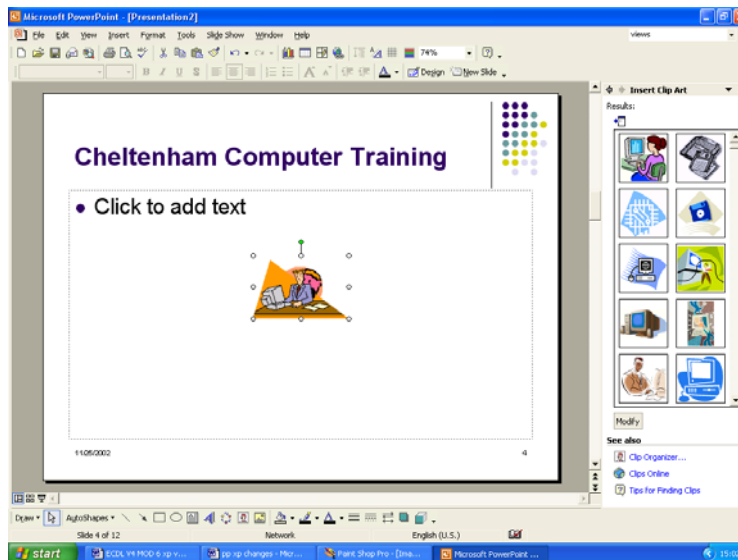 Microsoft PowerPoint - [Presentation2]
File Edit View Insert Format Tools Slide Show Window Help
views
74%
B I U S
Design New Slide
Insert Clip Art
Results:
Cheltenham Computer Training
Click to add text
11/25/2002
4
Modify
See also
Clip Organizer...
Clips Online
Tips for Finding Clips
Draw AutoShapes
Slide 4 of 12 Network English (U.S.)
start ECDL V4 MOD 6 xp v... pp xp changes - Micr... Paint Shop Pro - [Ima... Microsoft PowerPoint ...